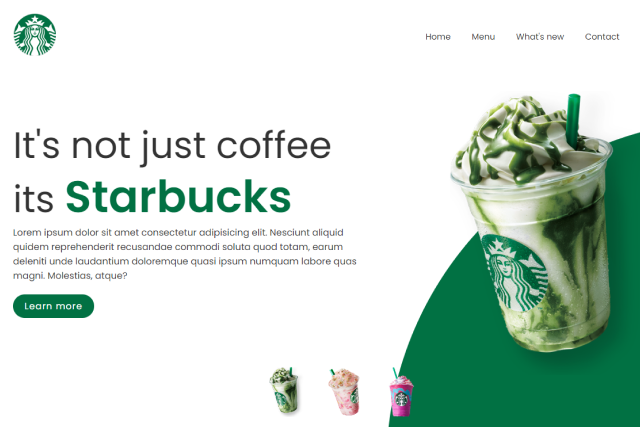 Home Menu What's new Contact
It's not just coffee
its Starbucks
Lorem ipsum dolor sit amet consectetur adipisicing elit. Nesciunt aliquid
quidem reprehenderit recusandae commodi soluta quod totam, earum
deleniti unde laudantium doloremque quasi ipsum numquam labore quas
magni. Molestias, atque?
Learn more